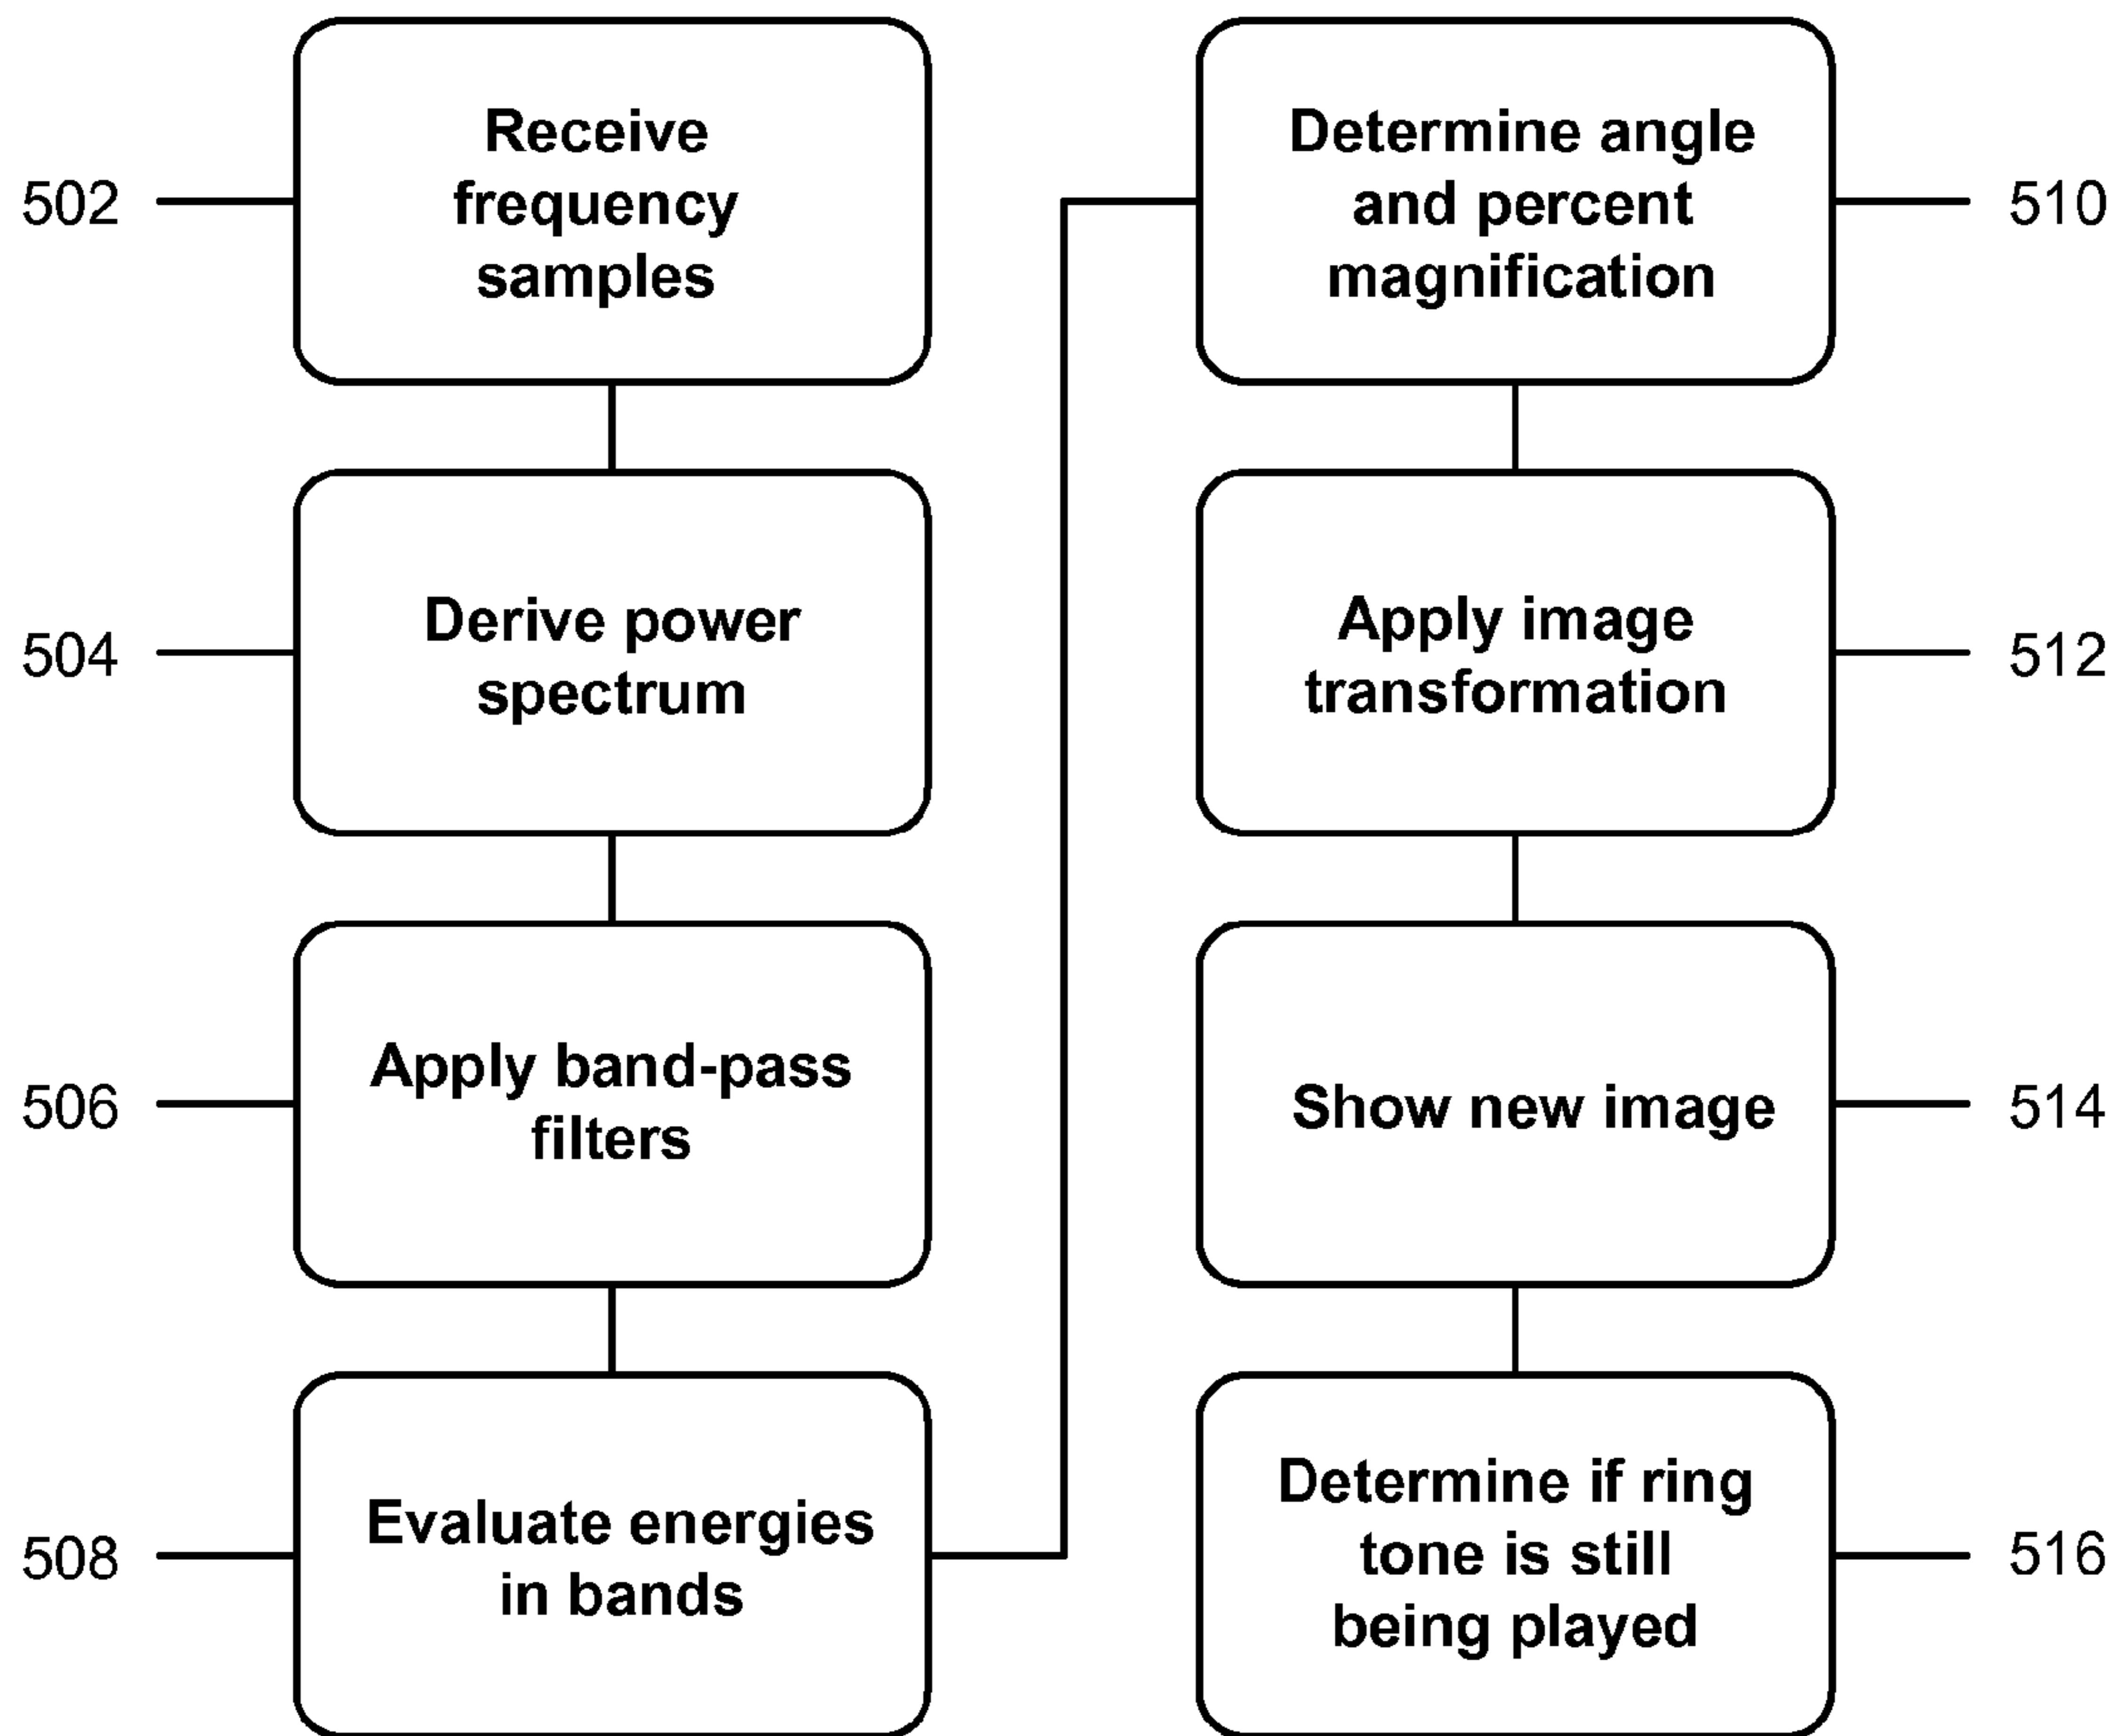 502
Receive
frequency
samples
504
Derive power
spectrum
506
Apply band-pass
filters
508
Evaluate energies
in bands
Determine angle
and percent
magnification
510
Apply image
transformation
512
Show new image
514
Determine if ring
tone is still
being played
516